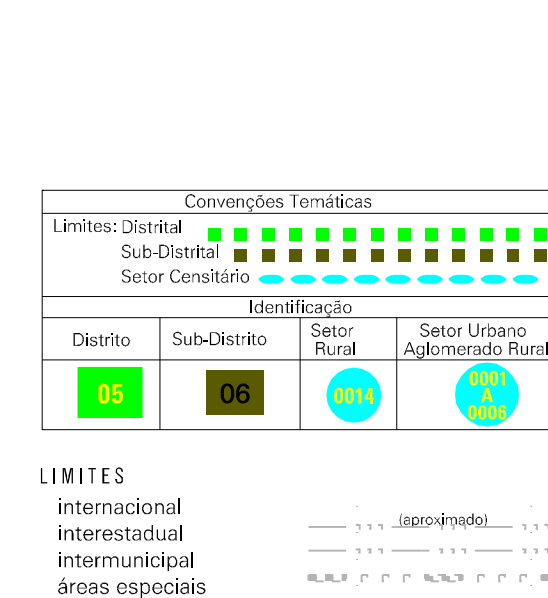 Convenções Temáticas
Limites: Distrital
Sub-Distrital
Setor Censitário
Identificação
Distrito
Sub-Distrito
Setor
Rural
Setor Urbano
Aglomerado Rural
05
06
0014
0001
A
0006
LIMITES
internacional
(aproximado)
interestadual
intermunicipal
áreas especiais